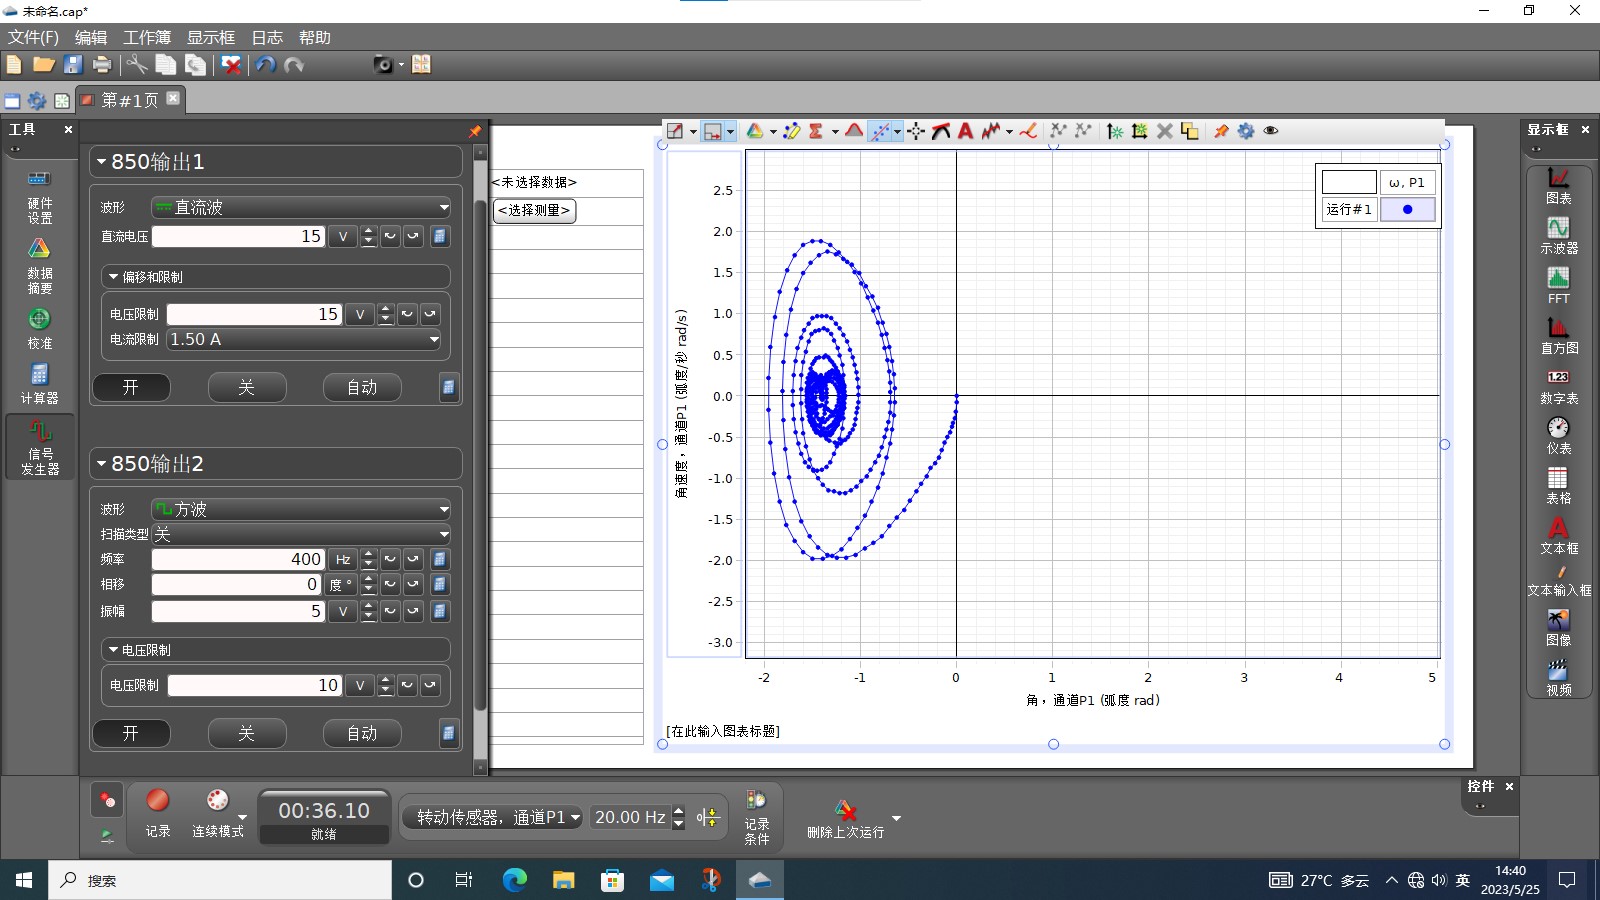 未命名.cap*
文件(F) 编辑 工作簿 显示框 日志 帮助
第#1页
工具
硬件
设置
数据
摘要
校准
计算器
信号
发生器
850输出1
波形 直流波
直流电压 15 V
偏移和限制
电压限制 15 V
电流限制 1.50 A
开 关 自动
850输出2
波形 方波
扫描类型 关
频率 400 Hz
相移 0 度 °
振幅 5 V
电压限制
电压限制 10 V
开 关 自动
<未选择数据>
<选择测量>
ω, P1
运行#1
2.5
2.0
1.5
1.0
0.5
0.0
-0.5
-1.0
-1.5
-2.0
-2.5
-3.0
角速度，通道P1 (弧度/秒 rad/s)
-2 -1 0 1 2 3 4 5
角，通道P1 (弧度 rad)
[在此输入图表标题]
显示框
图表
示波器
FFT
直方图
1.23
数字表
仪表
表格
文本框
文本输入框
图像
视频
控件
记录
连续模式
00:36.10
就绪
转动传感器，通道P1
20.00 Hz
记录
条件
删除上次运行
搜索
27°C 多云
英
14:40
2023/5/25